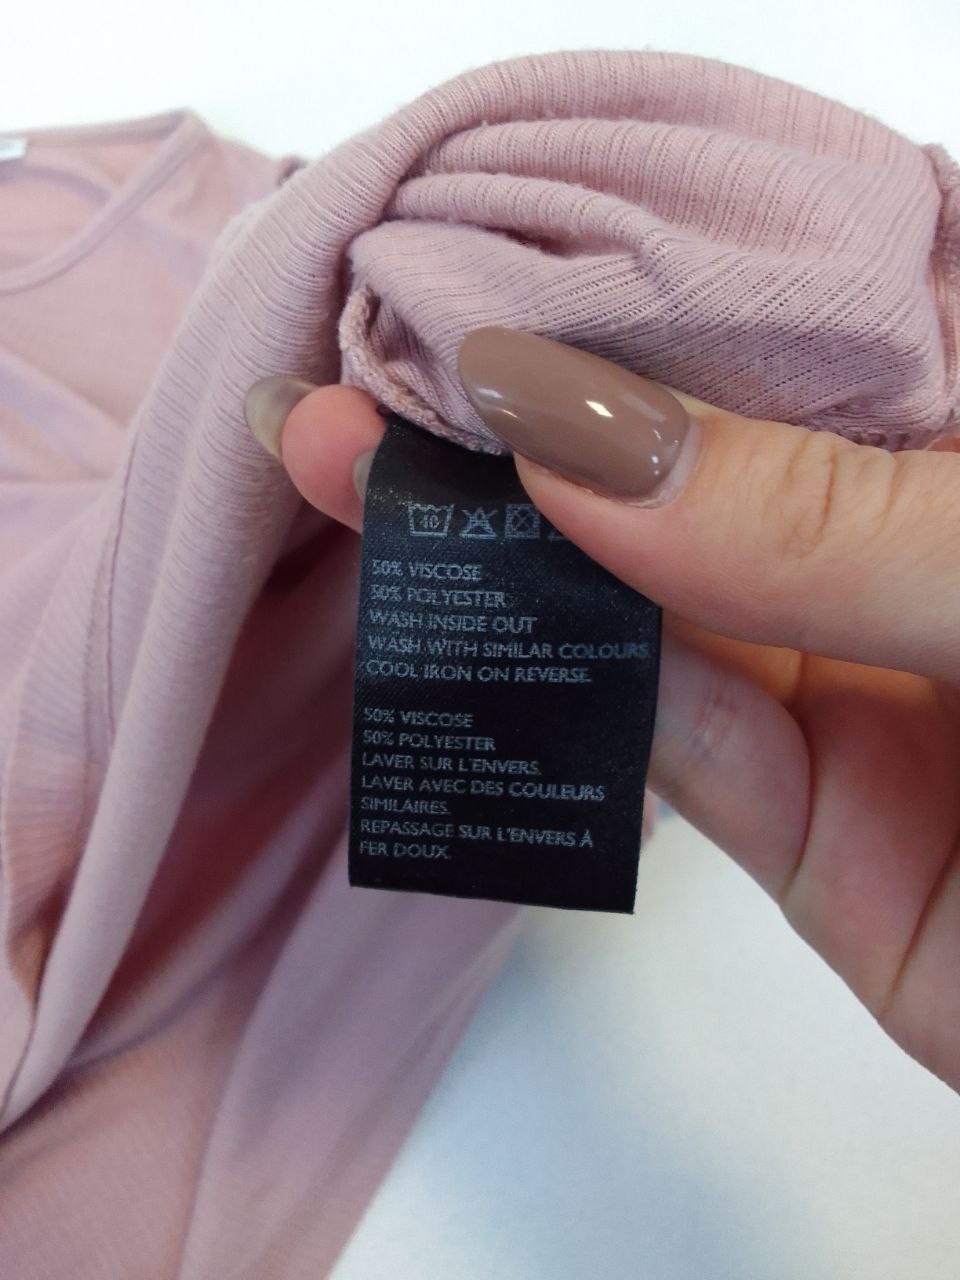 40
50% VISCOSE
50% POLYESTER
WASH INSIDE OUT
WASH WITH SIMILAR COLOURS
COOL IRON ON REVERSE.
50% VISCOSE
50% POLYESTER
LAVER SUR L'ENVERS.
LAVER AVEC DES COULEURS
SIMILAIRES.
REPASSAGE SUR L'ENVERS À
FER DOUX.